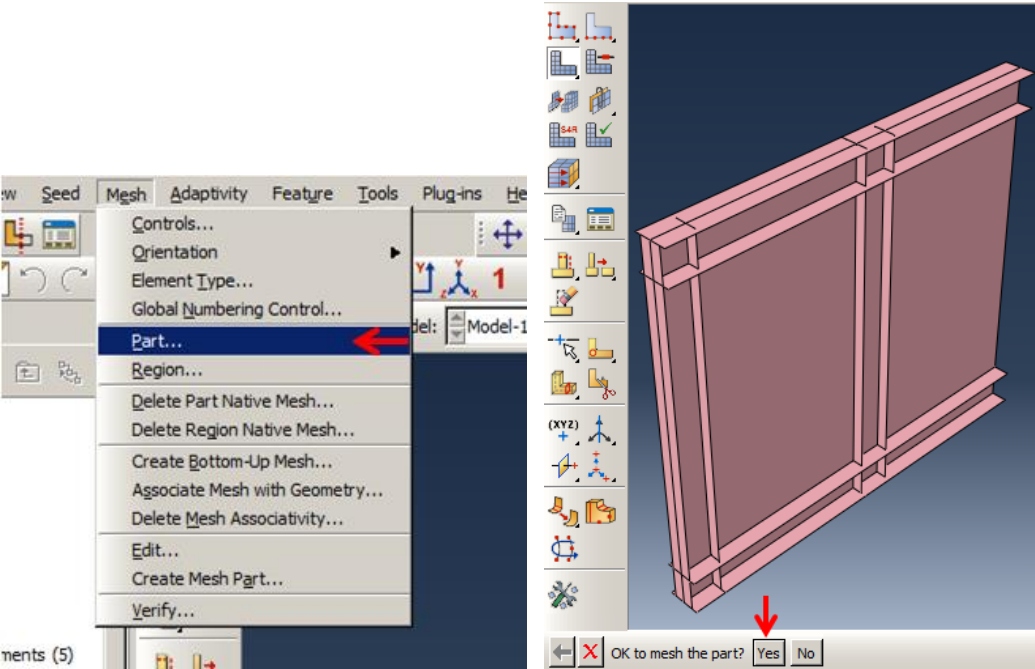 ew Seed Mesh Adaptivity Feature Tools Plug-ins He
Controls...
Orientation
Element Type...
Global Numbering Control...
1
Part...
del: Model-1
Region...
Delete Part Native Mesh...
Delete Region Native Mesh...
Create Bottom-Up Mesh...
Associate Mesh with Geometry...
Delete Mesh Associativity...
Edit...
Create Mesh Part...
Verify...
ments (5)
S4R
(XYZ)
OK to mesh the part? Yes No